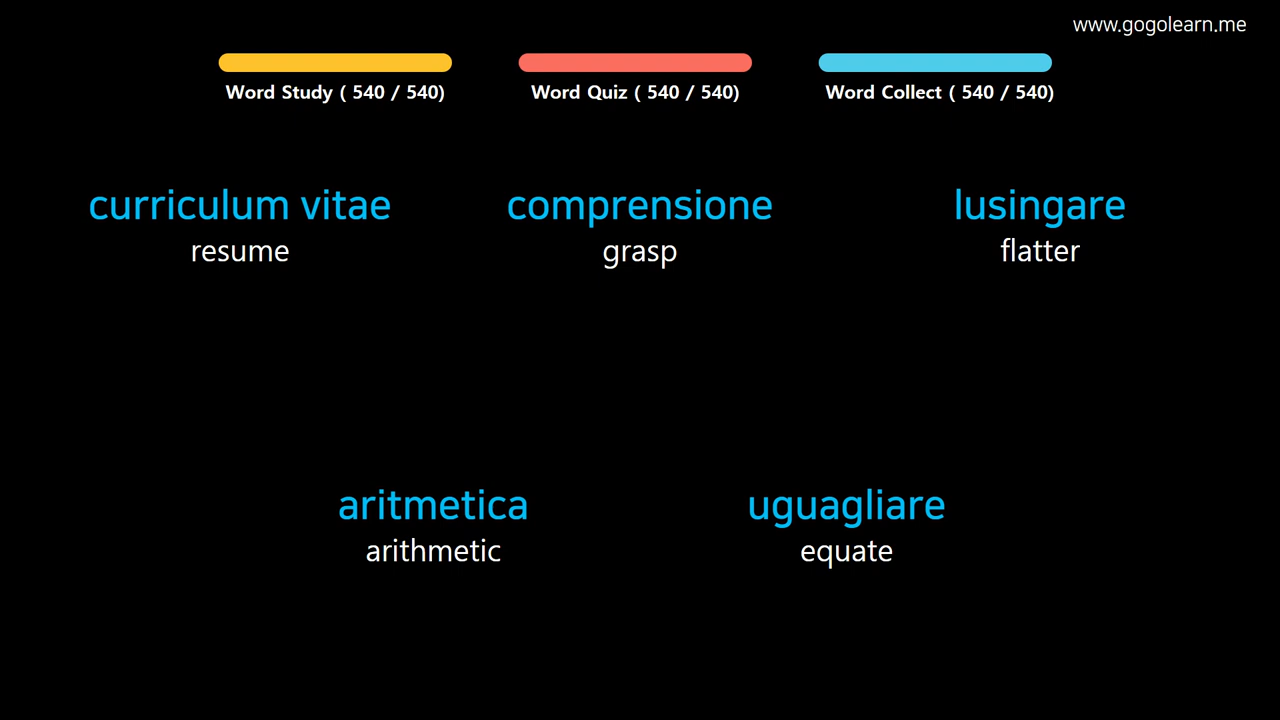 www.gogolearn.me
Word Study ( 540 / 540)
Word Quiz ( 540 / 540)
Word Collect ( 540 / 540)
curriculum vitae
resume
comprensione
grasp
lusingare
flatter
aritmetica
arithmetic
uguagliare
equate